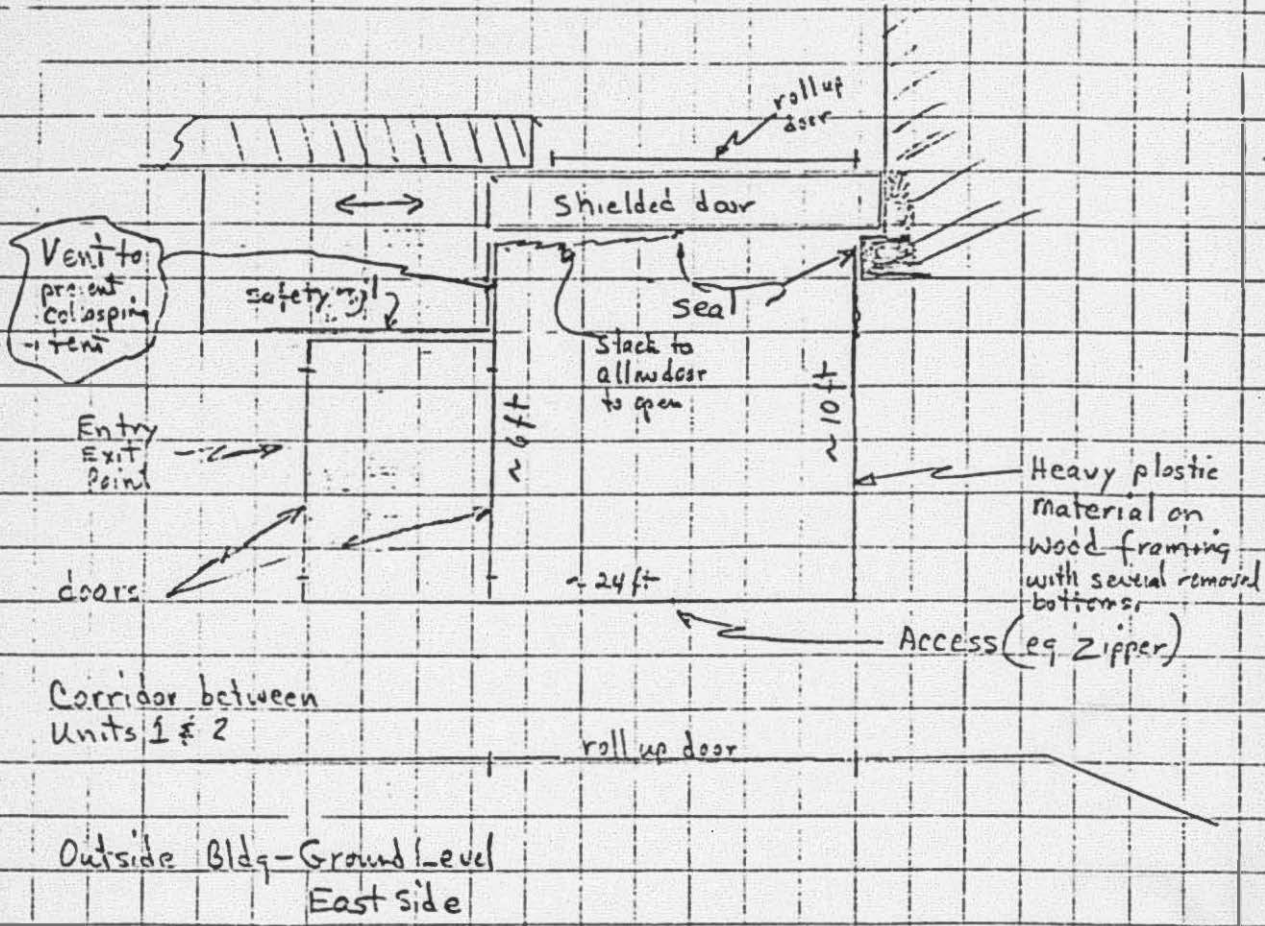 roll up
door
Shielded door
Vent to
prevent
collasping
tent
safety rail
seal
Slack to
allow door
to open
~ 6 ft
~ 10 ft
Entry
Exit
Point
Heavy plastic
material on
wood framing
with several removal
bottoms.
doors
~ 24 ft
Access (eg Zipper)
Corridor between
Units 1 & 2
roll up door
Outside Bldg - Ground Level
East side